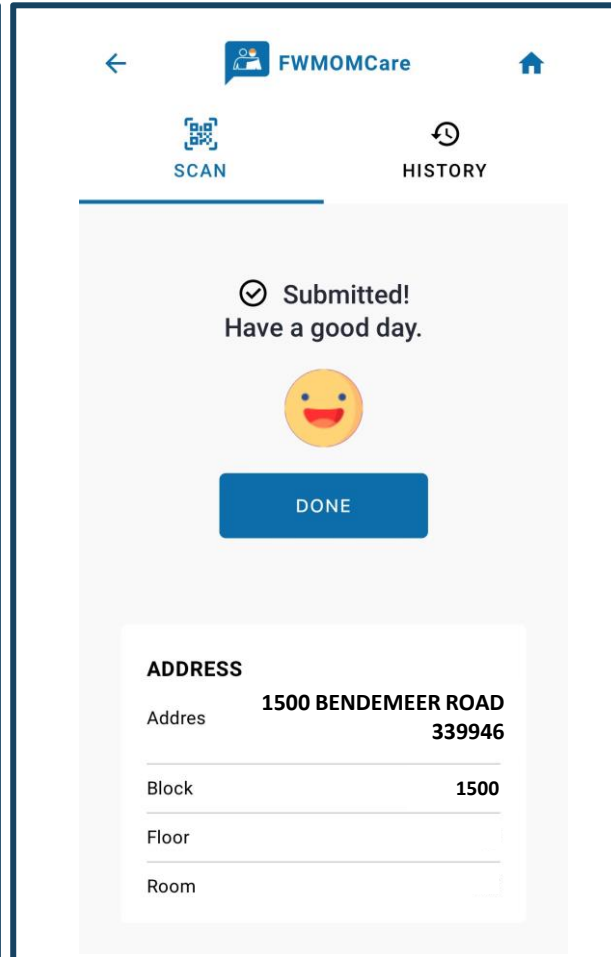 FWMOMCare
SCAN
HISTORY
Submitted!
Have a good day.
DONE
ADDRESS
Addres 1500 BENDEMEER ROAD
339946
Block 1500
Floor
Room